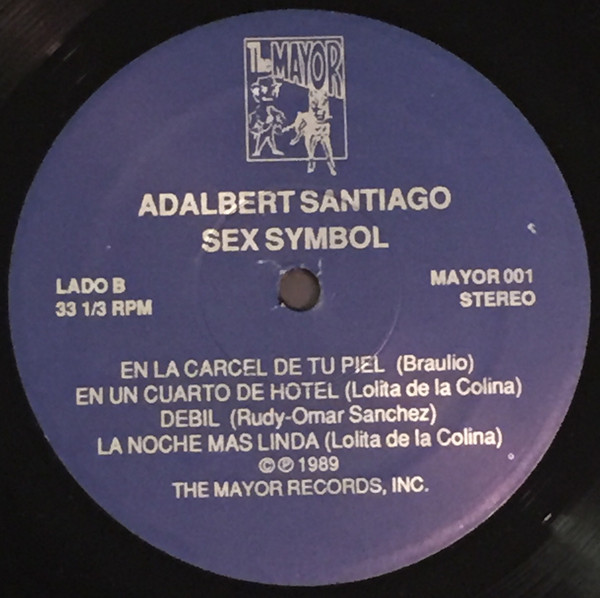 The MAYOR
ADALBERT SANTIAGO
SEX SYMBOL
LADO B
33 1/3 RPM
MAYOR 001
STEREO
EN LA CARCEL DE TU PIEL (Braulio)
EN UN CUARTO DE HOTEL (Lolita de la Colina)
DEBIL (Rudy-Omar Sanchez)
LA NOCHE MAS LINDA (Lolita de la Colina)
©℗ 1989
THE MAYOR RECORDS, INC.